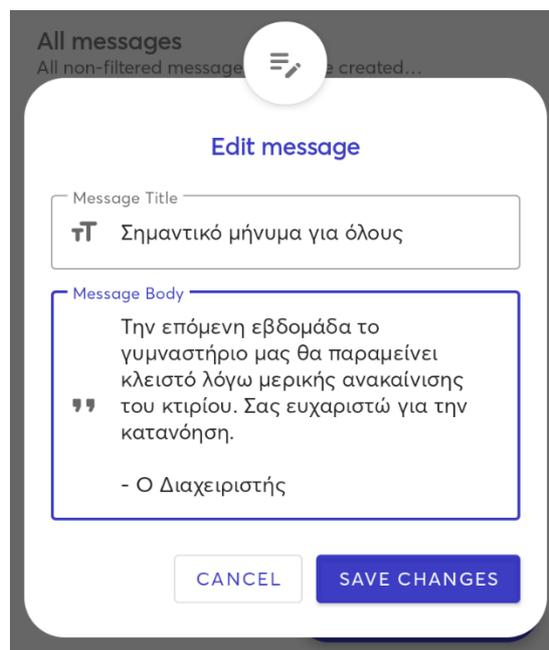 All messages
All non-filtered message e created...
Edit message
Message Title
Σημαντικό μήνυμα για όλους
Message Body
Την επόμενη εβδομάδα το
γυμναστήριο μας θα παραμείνει
κλειστό λόγω μερικής ανακαίνισης
του κτιρίου. Σας ευχαριστώ για την
κατανόηση.
- Ο Διαχειριστής
CANCEL
SAVE CHANGES